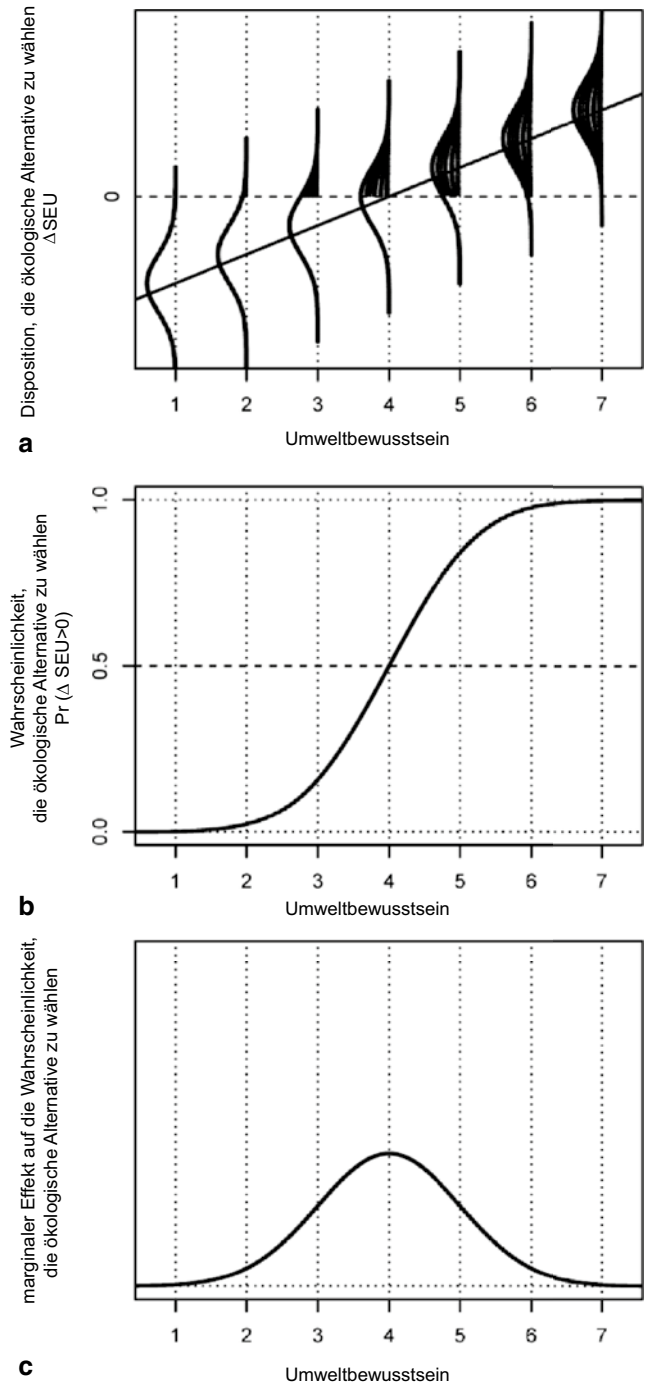 Disposition, die ökologische Alternative zu wählen
Δ SEU
0
1 2 3 4 5 6 7
Umweltbewusstsein
a
Wahrscheinlichkeit,
die ökologische Alternative zu wählen
Pr (Δ SEU>0)
1.0
0.5
0.0
1 2 3 4 5 6 7
Umweltbewusstsein
b
marginaler Effekt auf die Wahrscheinlichkeit,
die ökologische Alternative zu wählen
1 2 3 4 5 6 7
Umweltbewusstsein
c